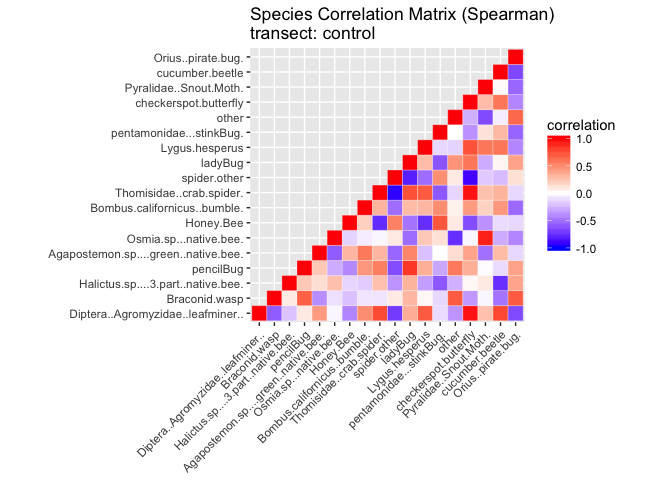 Species Correlation Matrix (Spearman)
transect: control
Orius..pirate.bug.
cucumber.beetle
Pyralidae..Snout.Moth.
checkerspot.butterfly
other
pentamonidae...stinkBug.
Lygus.hesperus
ladyBug
spider.other
Thomisidae..crab.spider.
Bombus.californicus..bumble.
Honey.Bee
Osmia.sp...native.bee.
Agapostemon.sp....green..native.bee.
pencilBug
Halictus.sp....3.part..native.bee.
Braconid.wasp
Diptera..Agromyzidae..leafminer..
Diptera..Agromyzidae..leafminer..
Braconid.wasp
Halictus.sp....3.part..native.bee.
pencilBug
Agapostemon.sp....green..native.bee.
Osmia.sp...native.bee.
Honey.Bee
Bombus.californicus..bumble.
Thomisidae..crab.spider.
spider.other
ladyBug
Lygus.hesperus
pentamonidae...stinkBug.
other
checkerspot.butterfly
Pyralidae..Snout.Moth.
cucumber.beetle
Orius..pirate.bug.
correlation
1.0
0.5
0.0
-0.5
-1.0